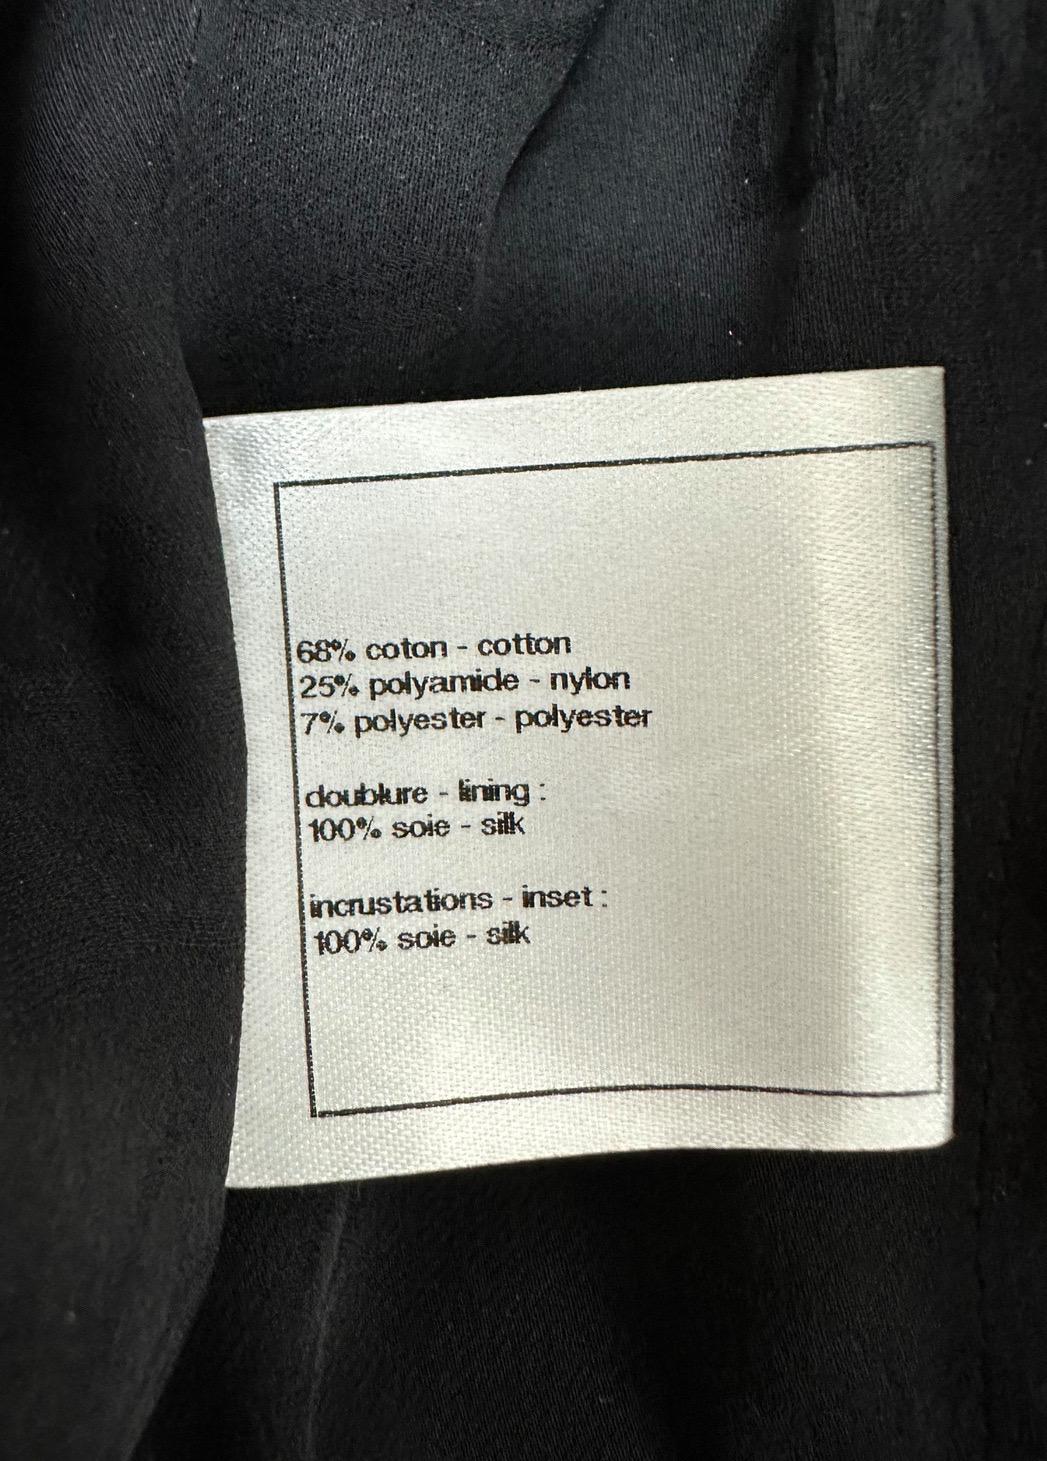 68% coton - cotton
25% polyamide - nylon
7% polyester - polyester
doublure - lining :
100% soie - silk
incrustations - inset :
100% soie - silk